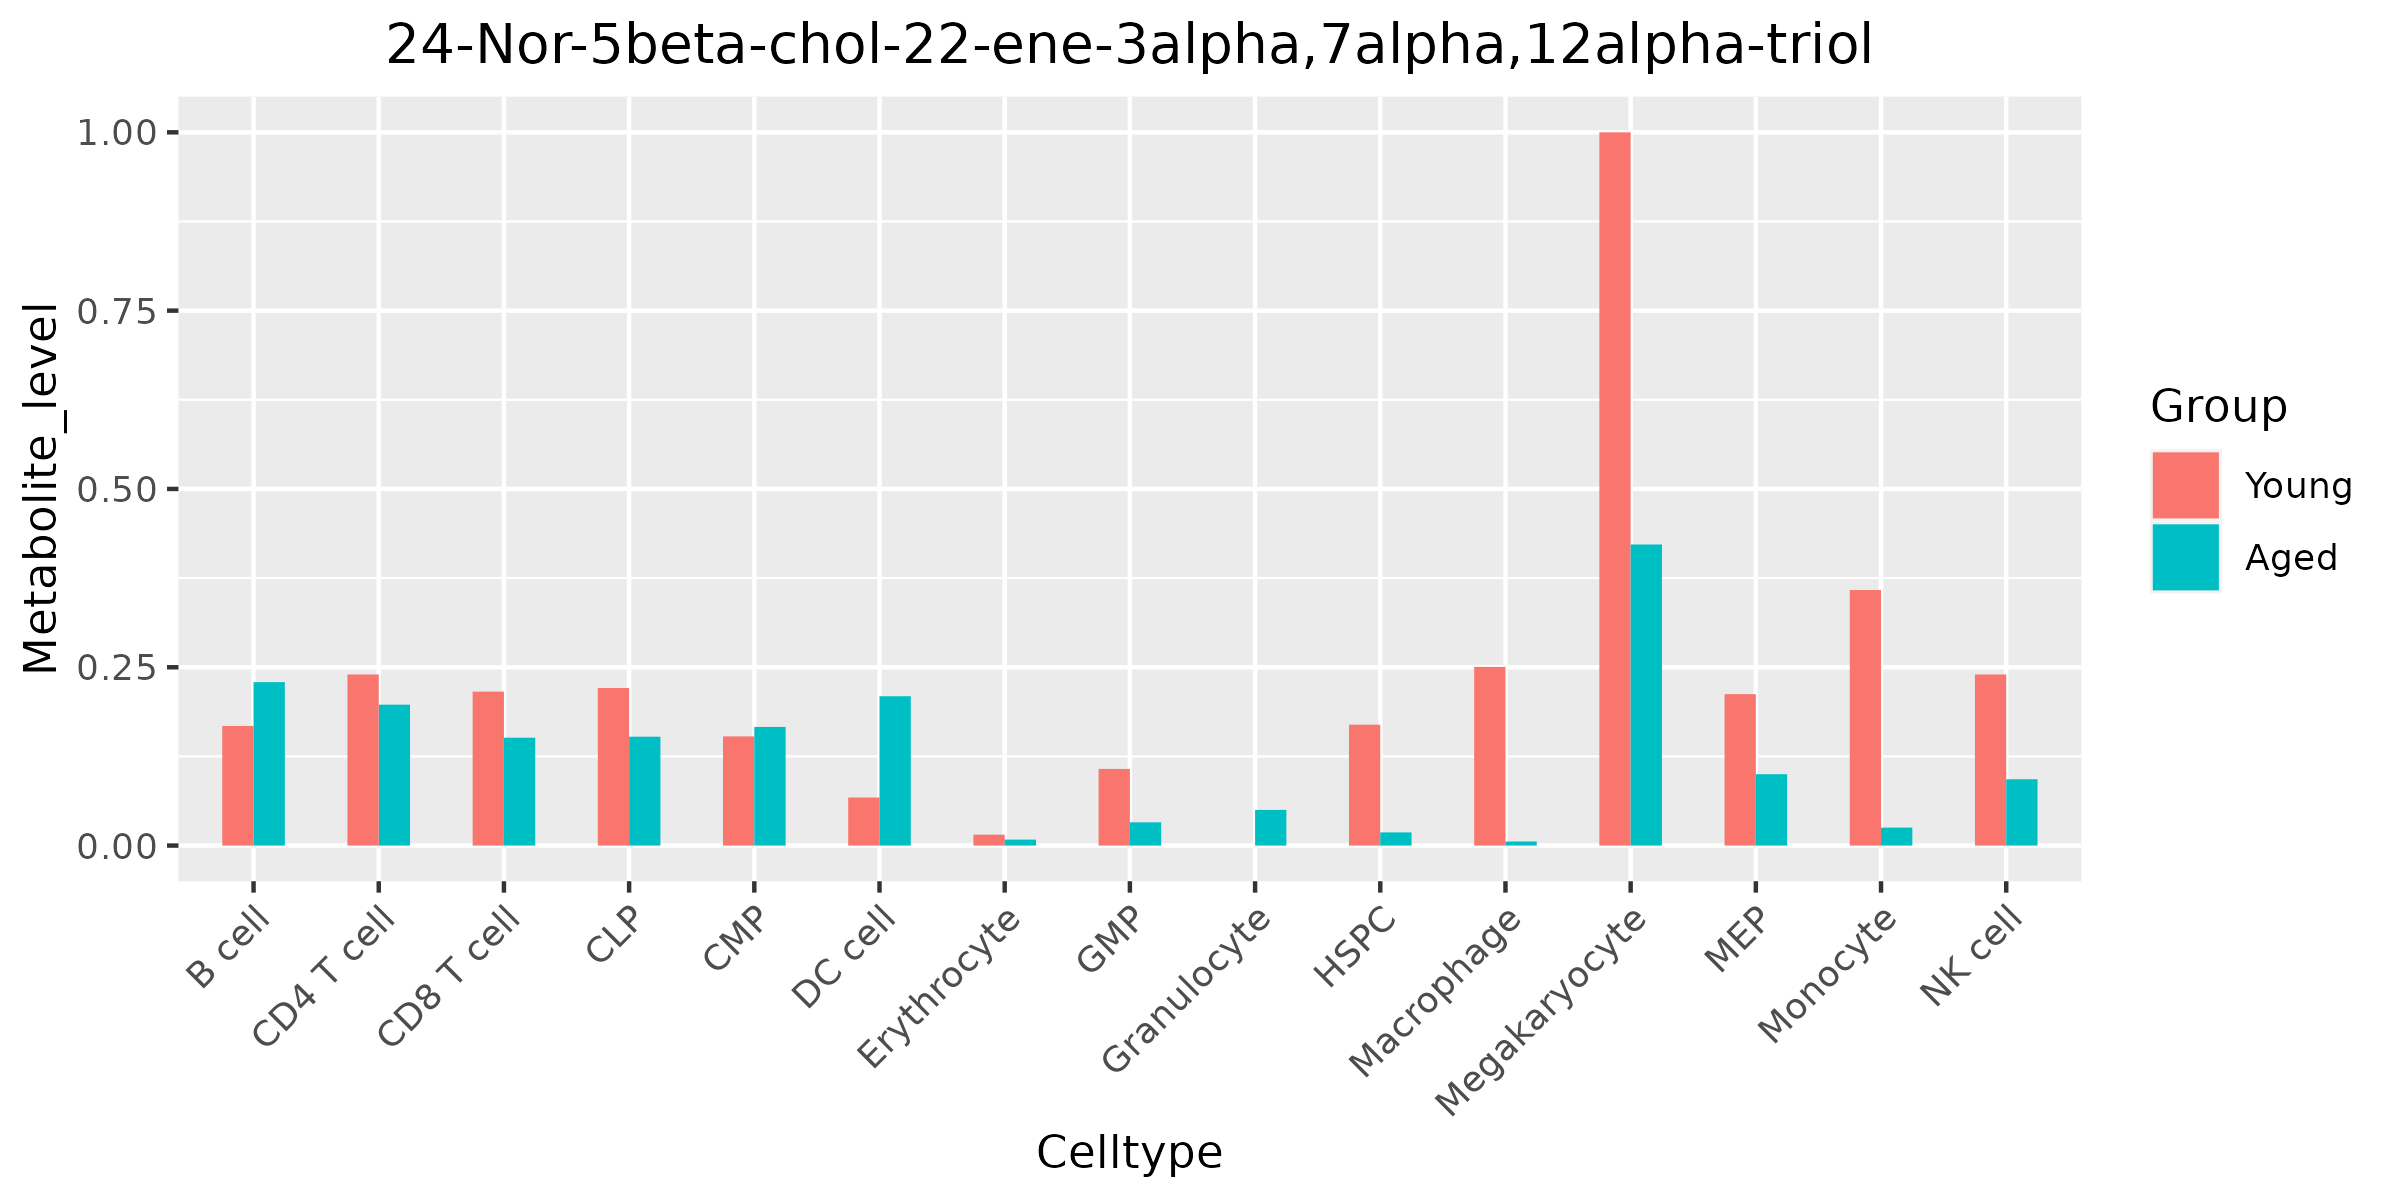 24-Nor-5beta-chol-22-ene-3alpha,7alpha,12alpha-triol
Metabolite_level
1.00
0.75
0.50
0.25
0.00
B cell
CD4 T cell
CD8 T cell
CLP
CMP
DC cell
Erythrocyte
GMP
Granulocyte
HSPC
Macrophage
Megakaryocyte
MEP
Monocyte
NK cell
Celltype
Group
Young
Aged